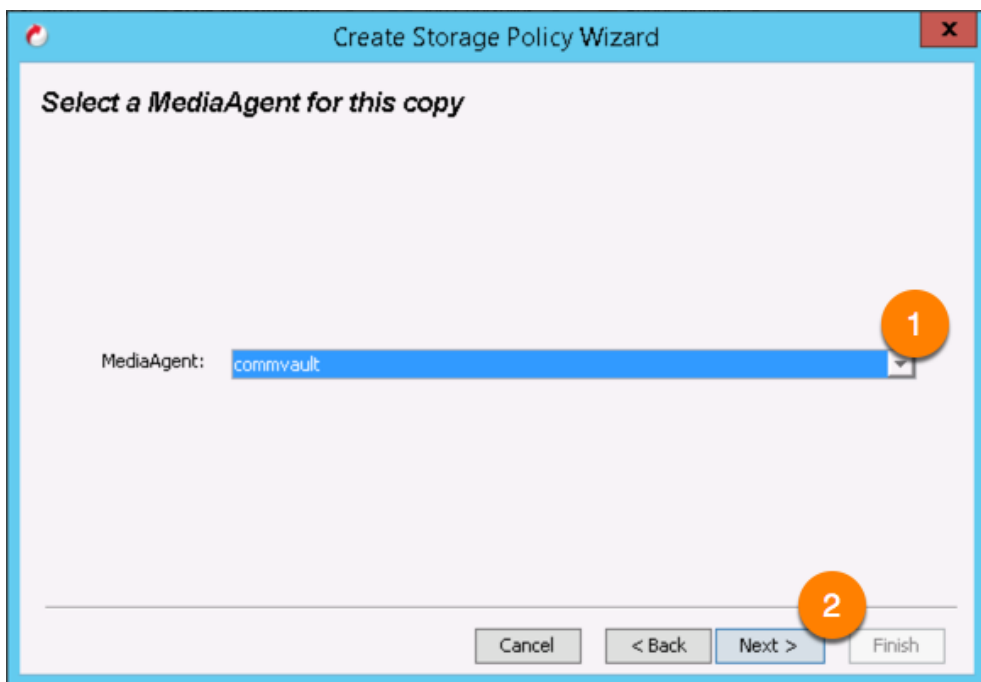 Create Storage Policy Wizard
x
Select a MediaAgent for this copy
1
MediaAgent: commvault
2
Cancel < Back Next > Finish